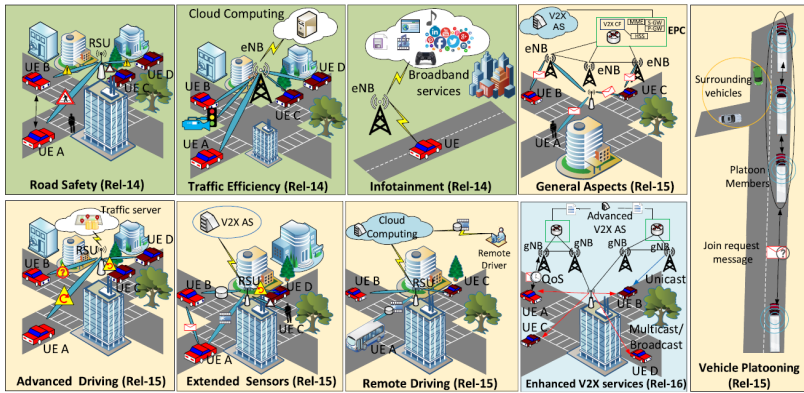 RSU
UE B
UE D
UE C
UE A
Road Safety (Rel-14)
Cloud Computing
eNB
UE B
UE D
UE C
UE A
Traffic Efficiency (Rel-14)
Broadband
services
eNB
UE
Infotainment (Rel-14)
V2X
AS
V2X CF
MME
S-GW
P-GW
HSS
EPC
eNB
eNB
eNB
UE B
UE C
UE A
General Aspects (Rel-15)
Surrounding
vehicles
Platoon
Members
Join request
message
Vehicle Platooning
(Rel-15)
Traffic server
RSU
UE B
UE D
UE C
UE A
Advanced Driving (Rel-15)
V2X AS
RSU
UE B
UE D
UE C
UE A
Extended Sensors (Rel-15)
Cloud
Computing
Remote
Driver
RSU
UE B
UE C
UE A
Remote Driving (Rel-15)
Advanced
V2X AS
gNB
gNB
gNB
gNB
QoS
Unicast
UE A
UE B
UE C
Multicast/
Broadcast
UE D
Enhanced V2X services (Rel-16)